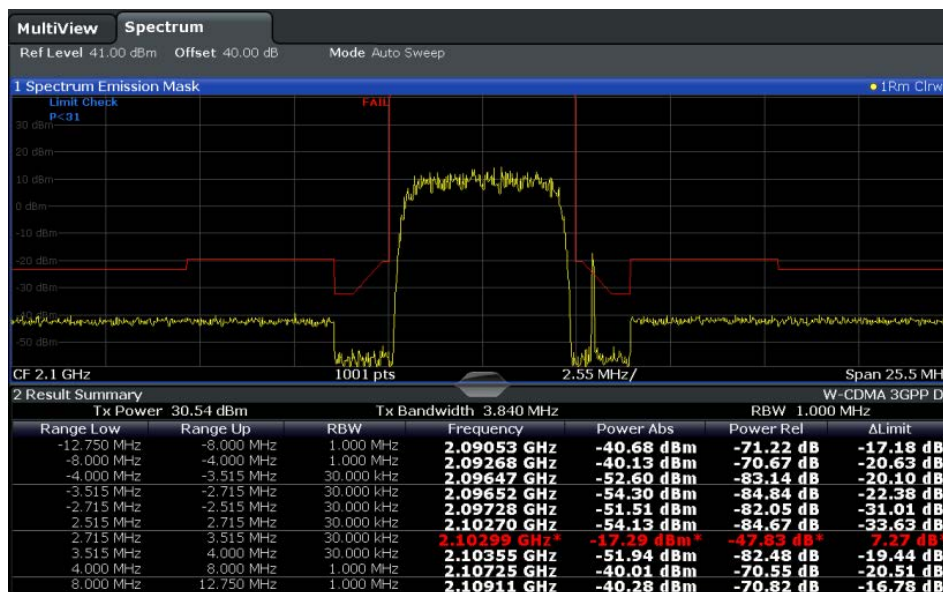 MultiView Spectrum
Ref Level 41.00 dBm Offset 40.00 dB Mode Auto Sweep
1 Spectrum Emission Mask 1Rm Clrw
Limit Check FAIL
P<31
30 dBm
20 dBm
10 dBm
0 dBm
-10 dBm
-20 dBm
-30 dBm
-50 dBm
CF 2.1 GHz 1001 pts 2.55 MHz/ Span 25.5 MH
2 Result Summary W-CDMA 3GPP D
Tx Power 30.54 dBm Tx Bandwidth 3.840 MHz RBW 1.000 MHz
Range Low Range Up RBW Frequency Power Abs Power Rel ΔLimit
-12.750 MHz -8.000 MHz 1.000 MHz 2.09053 GHz -40.68 dBm -71.22 dB -17.18 dB
-8.000 MHz -4.000 MHz 1.000 MHz 2.09268 GHz -40.13 dBm -70.67 dB -20.63 dB
-4.000 MHz -3.515 MHz 30.000 kHz 2.09647 GHz -52.60 dBm -83.14 dB -20.10 dB
-3.515 MHz -2.715 MHz 30.000 kHz 2.09652 GHz -54.30 dBm -84.84 dB -22.38 dB
-2.715 MHz -2.515 MHz 30.000 kHz 2.09728 GHz -51.51 dBm -82.05 dB -31.01 dB
2.515 MHz 2.715 MHz 30.000 kHz 2.10270 GHz -54.13 dBm -84.67 dB -33.63 dB
2.715 MHz 3.515 MHz 30.000 kHz 2.10299 GHz* -17.29 dBm* -47.83 dB* 7.27 dB*
3.515 MHz 4.000 MHz 30.000 kHz 2.10355 GHz -51.94 dBm -82.48 dB -19.44 dB
4.000 MHz 8.000 MHz 1.000 MHz 2.10725 GHz -40.01 dBm -70.55 dB -20.51 dB
8.000 MHz 12.750 MHz 1.000 MHz 2.10911 GHz -40.28 dBm -70.82 dB -16.78 dB